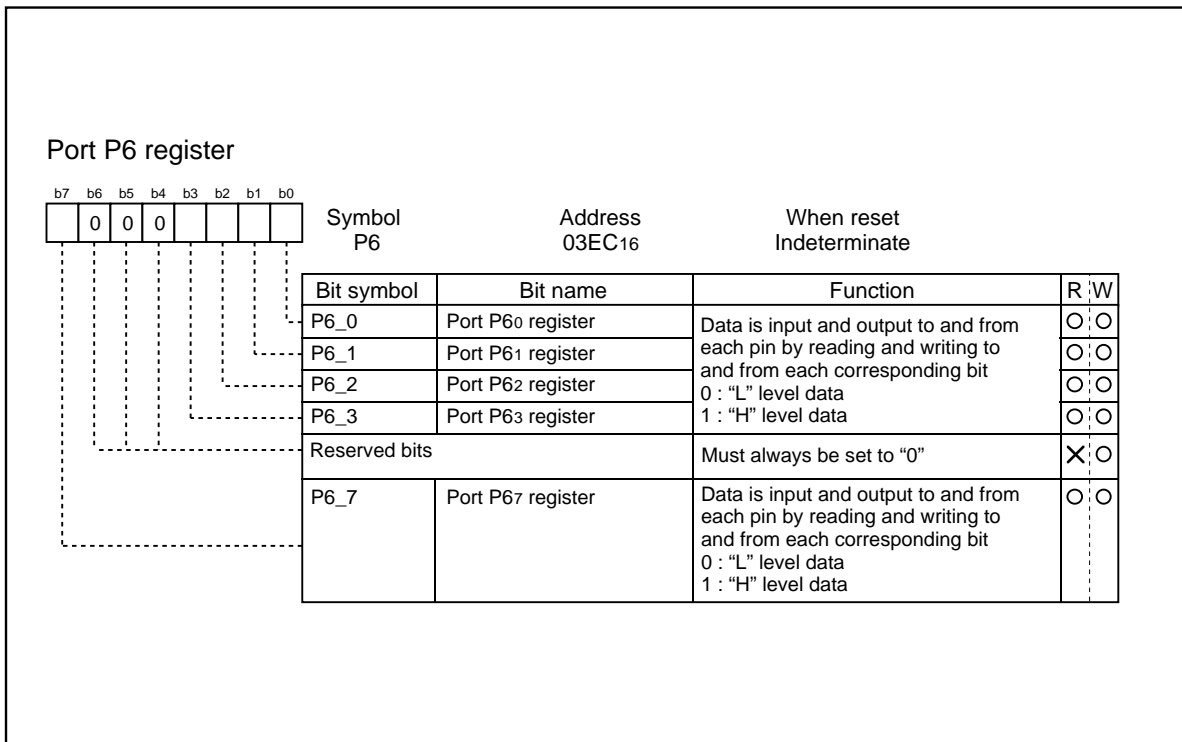 Port P6 register
b7 b6 b5 b4 b3 b2 b1 b0
0 0 0
Symbol Address When reset
P6 03EC16 Indeterminate
Bit symbol Bit name Function R W
P6_0 Port P60 register
P6_1 Port P61 register
P6_2 Port P62 register
P6_3 Port P63 register
Data is input and output to and from
each pin by reading and writing to
and from each corresponding bit
0 : “L” level data
1 : “H” level data
Reserved bits Must always be set to “0”
P6_7 Port P67 register Data is input and output to and from
each pin by reading and writing to
and from each corresponding bit
0 : “L” level data
1 : “H” level data